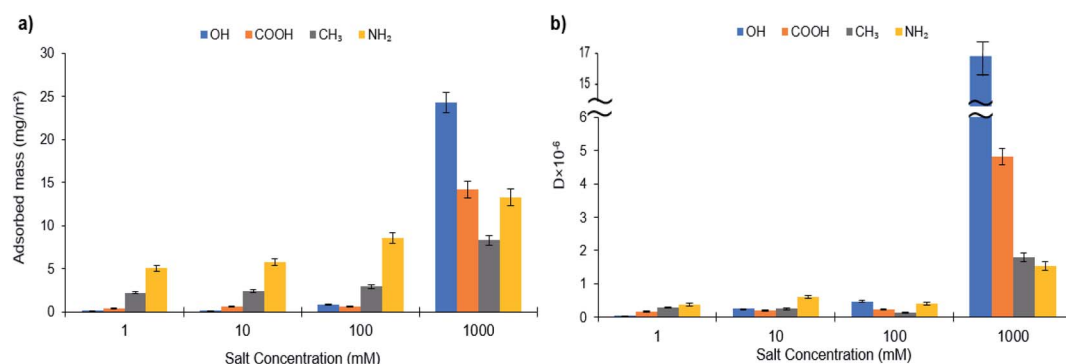 a)
OH COOH CH₃ NH₂
30
25
20
15
10
5
0
Adsorbed mass (mg/m²)
1 10 100 1000
Salt Concentration (mM)
b)
OH COOH CH₃ NH₂
17
15
6
5
4
3
2
1
0
D×10⁻⁶
1 10 100 1000
Salt Concentration (mM)